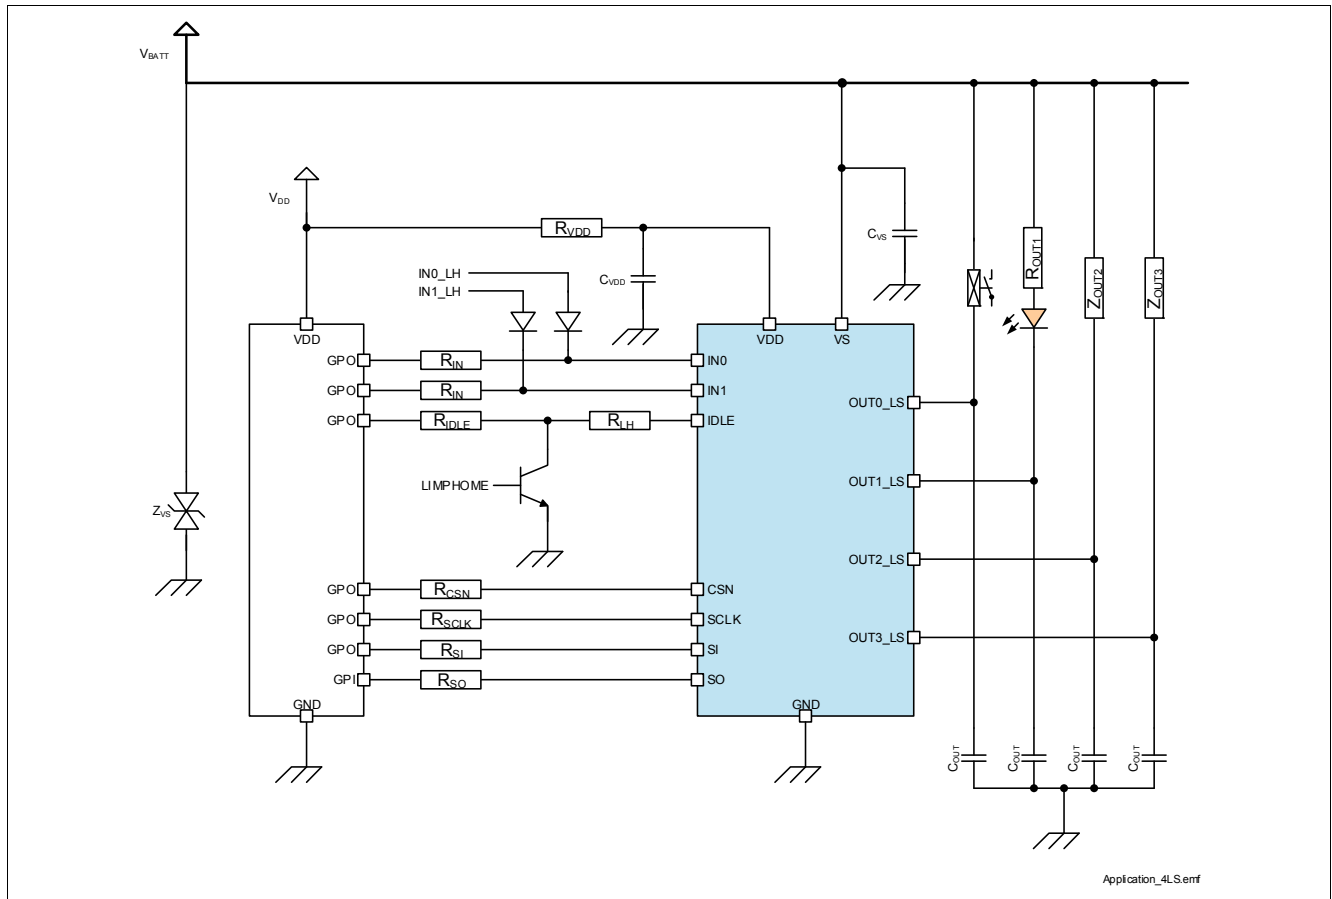 VBATT
VDD
RVDD
CVDD
CVS
IN0_LH
IN1_LH
ROUT1
ZOUT2
ZOUT3
VDD
VDD
VS
GPO
RIN
IN0
GPO
RIN
IN1
GPO
RIDLE
RLH
IDLE
OUT0_LS
OUT1_LS
LIMPHOME
ZVS
OUT2_LS
GPO
RCSN
CSN
GPO
RSCLK
SCLK
OUT3_LS
GPO
RSI
SI
GPI
RSO
SO
GND
GND
COUT
COUT
COUT
COUT
Application_4LS.emf